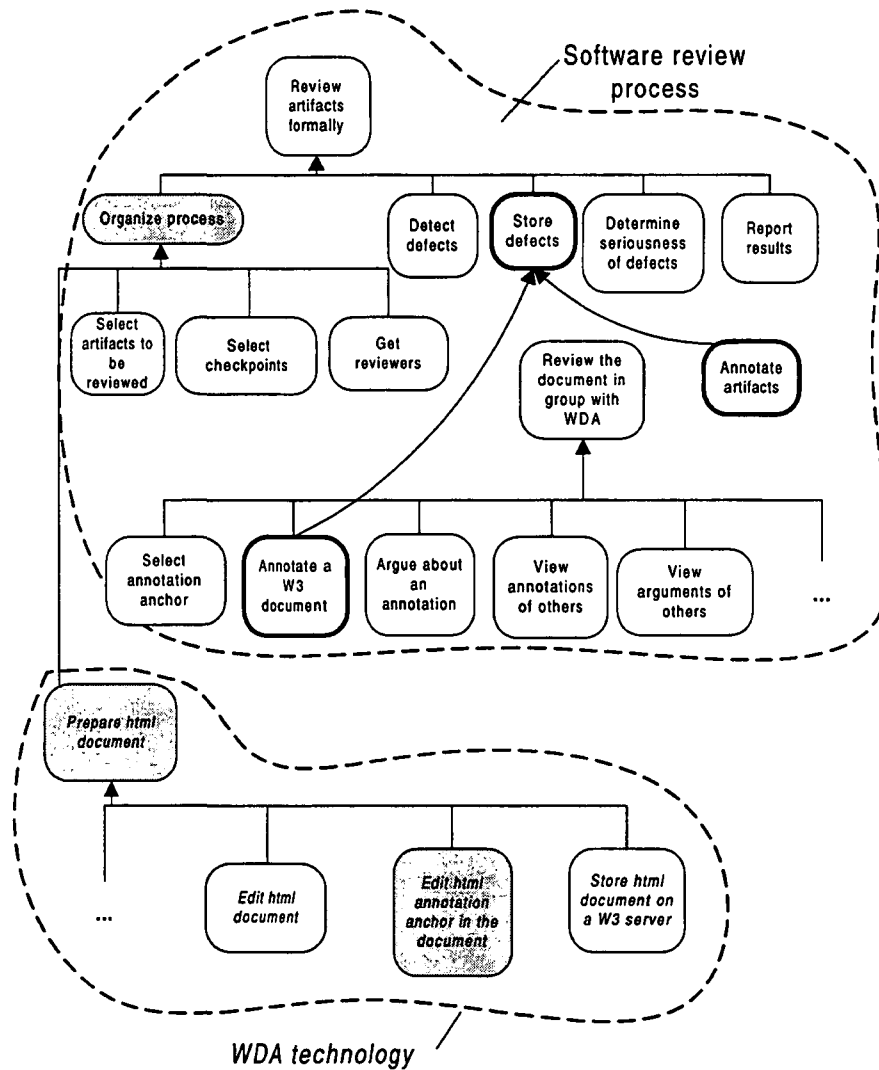 Software review
process
Review
artifacts
formally
Organize process
Detect
defects
Store
defects
Determine
seriousness
of defects
Report
results
Select
artifacts to
be
reviewed
Select
checkpoints
Get
reviewers
Review the
document in
group with
WDA
Annotate
artifacts
Select
annotation
anchor
Annotate a
W3
document
Argue about
an
annotation
View
annotations
of others
View
arguments of
others
...
Prepare html
document
...
Edit html
document
Edit html
annotation
anchor in the
document
Store html
document on
a W3 server
WDA technology